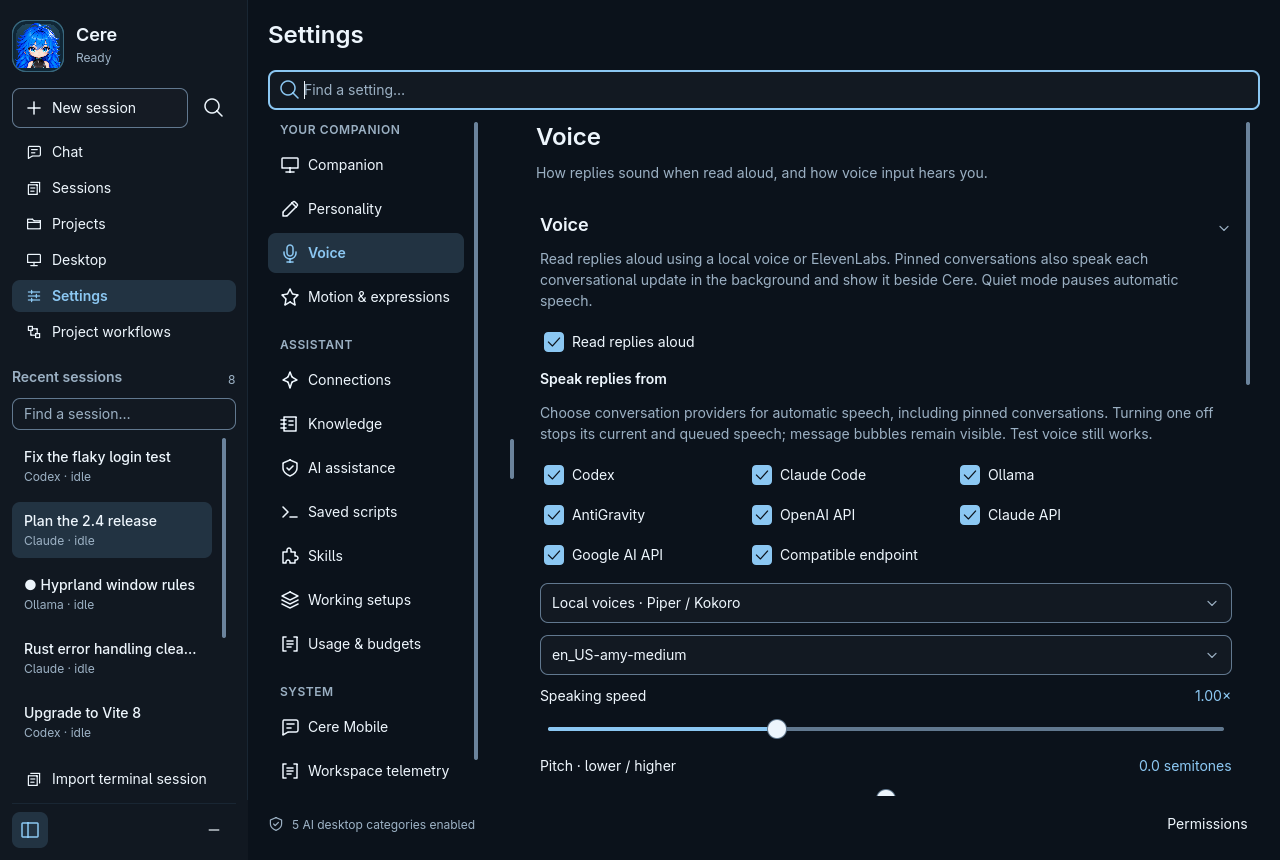 Cere
Ready
New session
Chat
Sessions
Projects
Desktop
Settings
Project workflows
Recent sessions
8
Find a session...
Fix the flaky login test
Codex · idle
Plan the 2.4 release
Claude · idle
Hyprland window rules
Ollama · idle
Rust error handling clea...
Claude · idle
Upgrade to Vite 8
Codex · idle
Import terminal session
Settings
Find a setting...
YOUR COMPANION
Companion
Personality
Voice
Motion & expressions
ASSISTANT
Connections
Knowledge
AI assistance
Saved scripts
Skills
Working setups
Usage & budgets
SYSTEM
Cere Mobile
Workspace telemetry
Voice
How replies sound when read aloud, and how voice input hears you.
Voice
Read replies aloud using a local voice or ElevenLabs. Pinned conversations also speak each
conversational update in the background and show it beside Cere. Quiet mode pauses automatic
speech.
Read replies aloud
Speak replies from
Choose conversation providers for automatic speech, including pinned conversations. Turning one off
stops its current and queued speech; message bubbles remain visible. Test voice still works.
Codex
Claude Code
Ollama
AntiGravity
OpenAI API
Claude API
Google AI API
Compatible endpoint
Local voices · Piper / Kokoro
en_US-amy-medium
Speaking speed
1.00×
Pitch · lower / higher
0.0 semitones
5 AI desktop categories enabled
Permissions